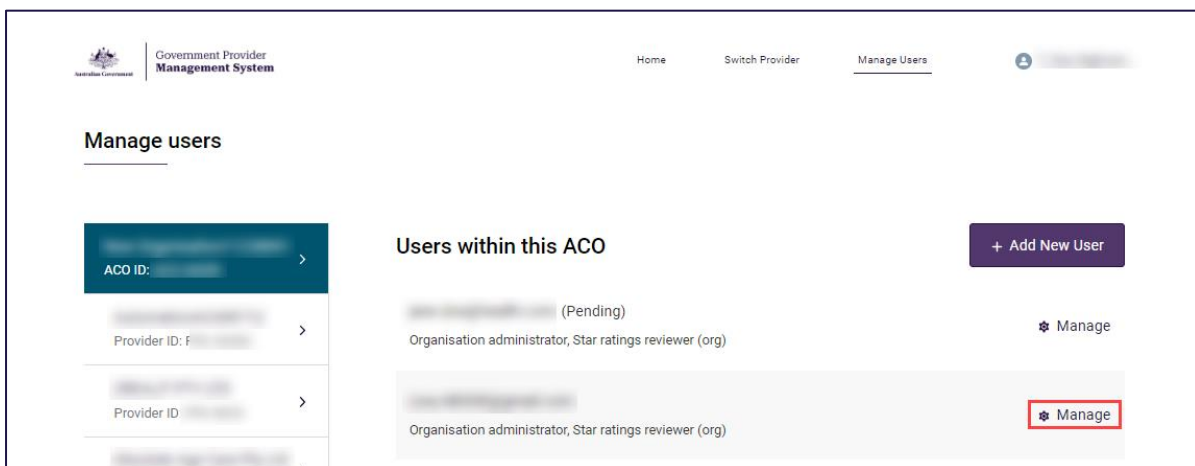 Australian Government
Government Provider
Management System
Home
Switch Provider
Manage Users
Manage users
ACO ID:
Provider ID:
Provider ID
Users within this ACO
+ Add New User
(Pending)
Organisation administrator, Star ratings reviewer (org)
Manage
Organisation administrator, Star ratings reviewer (org)
Manage